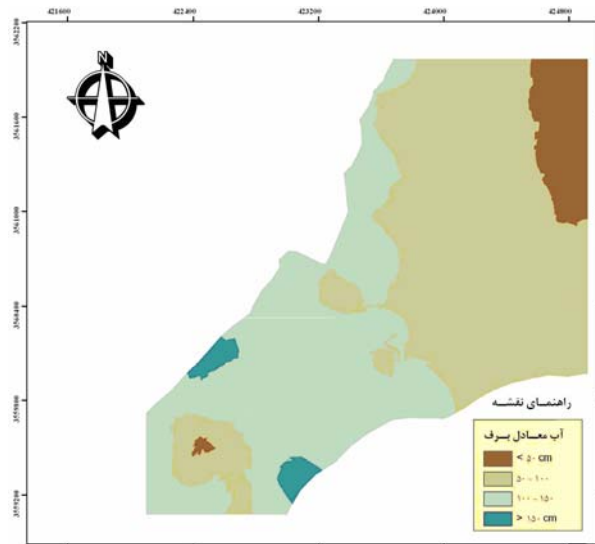 421600 422400 423200 424000 424800
N
3562200
3561600
3561000
3560400
3559800
3559200
راهنمای نقشه
آب معادل برف
< ۵۰ cm
۵۰ - ۱۰۰
۱۰۰ - ۱۵۰
> ۱۵۰ cm